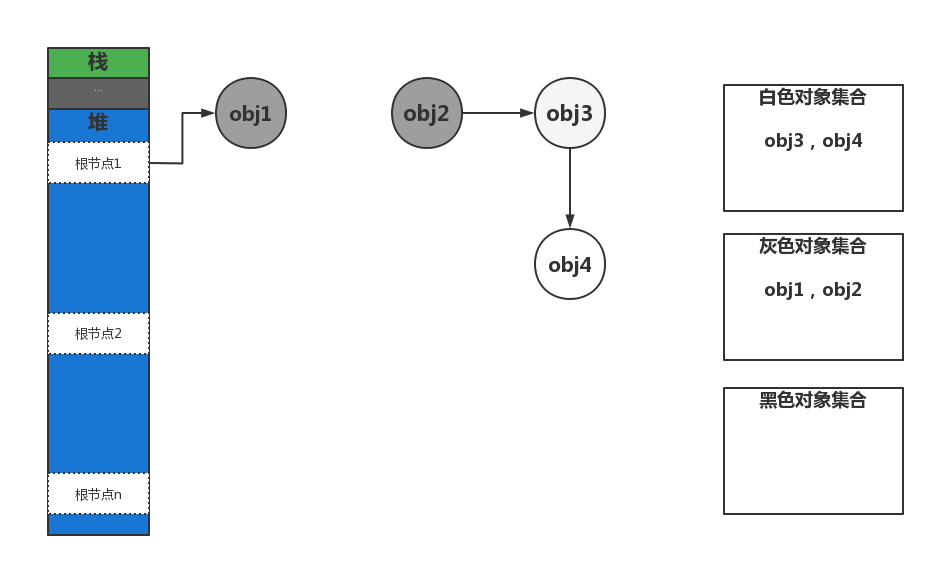 栈
...
堆
根节点1
根节点2
根节点n
obj1
obj2
obj3
obj4
白色对象集合
obj3，obj4
灰色对象集合
obj1，obj2
黑色对象集合